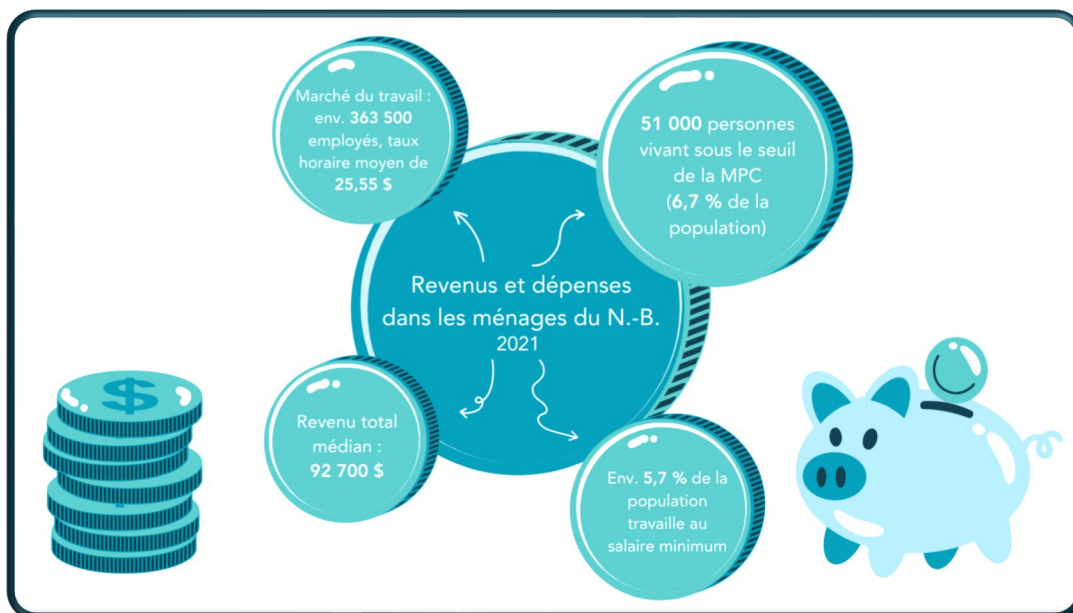 Marché du travail :
env. 363 500
employés, taux
horaire moyen de
25,55 $
51 000 personnes
vivant sous le seuil
de la MPC
(6,7 % de la
population)
Revenus et dépenses
dans les ménages du N.-B.
2021
Revenu total
médian :
92 700 $
Env. 5,7 % de la
population
travaille au
salaire minimum
$